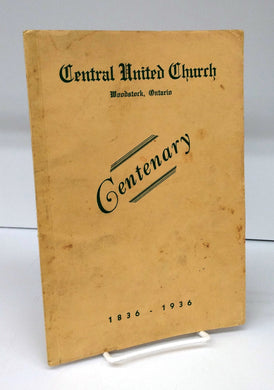 Central United Church
Woodstock, Ontario
Centenary
1836 - 1936